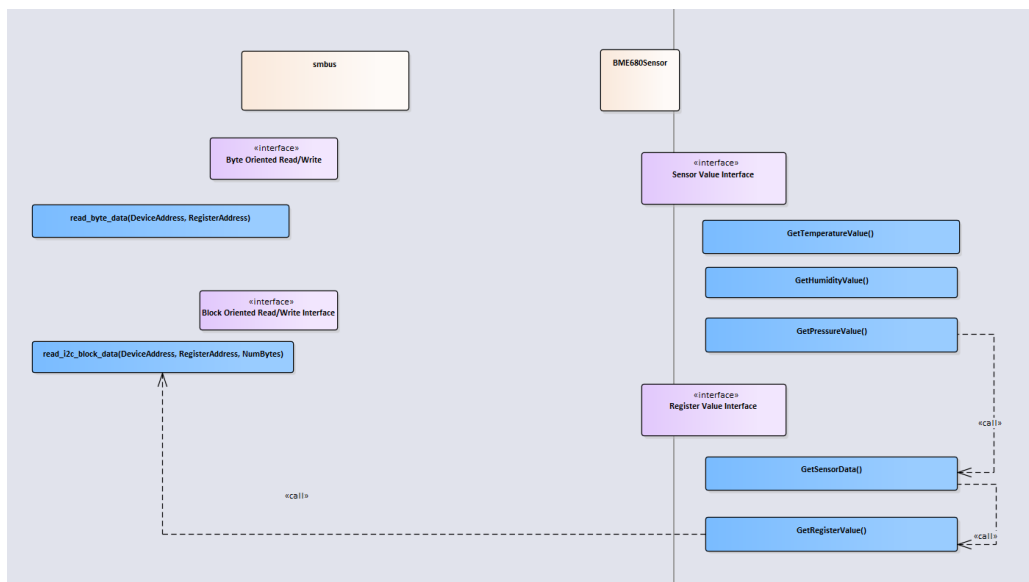 smbus
BME680Sensor
«interface»
Byte Oriented Read/Write
«interface»
Sensor Value Interface
read_byte_data(DeviceAddress, RegisterAddress)
GetTemperatureValue()
GetHumidityValue()
«interface»
Block Oriented Read/Write Interface
GetPressureValue()
read_i2c_block_data(DeviceAddress, RegisterAddress, NumBytes)
«interface»
Register Value Interface
«call»
GetSensorData()
«call»
GetRegisterValue()
«call»